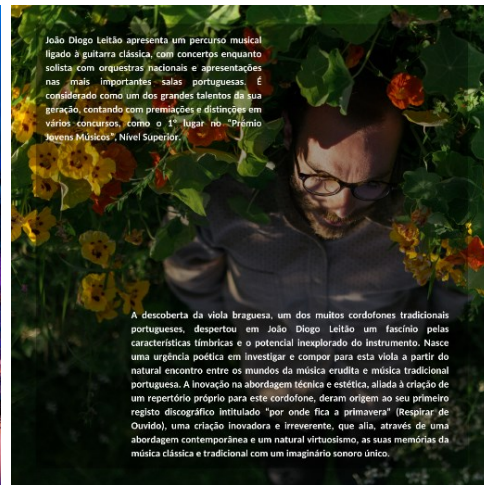 João Diogo Leitão apresenta um percurso musical
ligado à guitarra clássica, com concertos enquanto
solista com orquestras nacionais e apresentações
nas mais importantes salas portuguesas. É
considerado como um dos grandes talentos da sua
geração, contando com premiações e distinções em
vários concursos, como o 1º lugar no "Prémio
Jovens Músicos", Nível Superior.
A descoberta da viola braguesa, um dos muitos cordofones tradicionais
portugueses, despertou em João Diogo Leitão um fascínio pelas
características tímbricas e o potencial inexplorado do instrumento. Nasce
uma urgência poética em investigar e compor para esta viola a partir do
natural encontro entre os mundos da música erudita e música tradicional
portuguesa. A inovação na abordagem técnica e estética, aliada à criação de
um repertório próprio para este cordofone, deram origem ao seu primeiro
registo discográfico intitulado "por onde fica a primavera" (Respirar de
Ouvido), uma criação inovadora e irreverente, que alia, através de uma
abordagem contemporânea e um natural virtuosismo, as suas memórias da
música clássica e tradicional com um imaginário sonoro único.